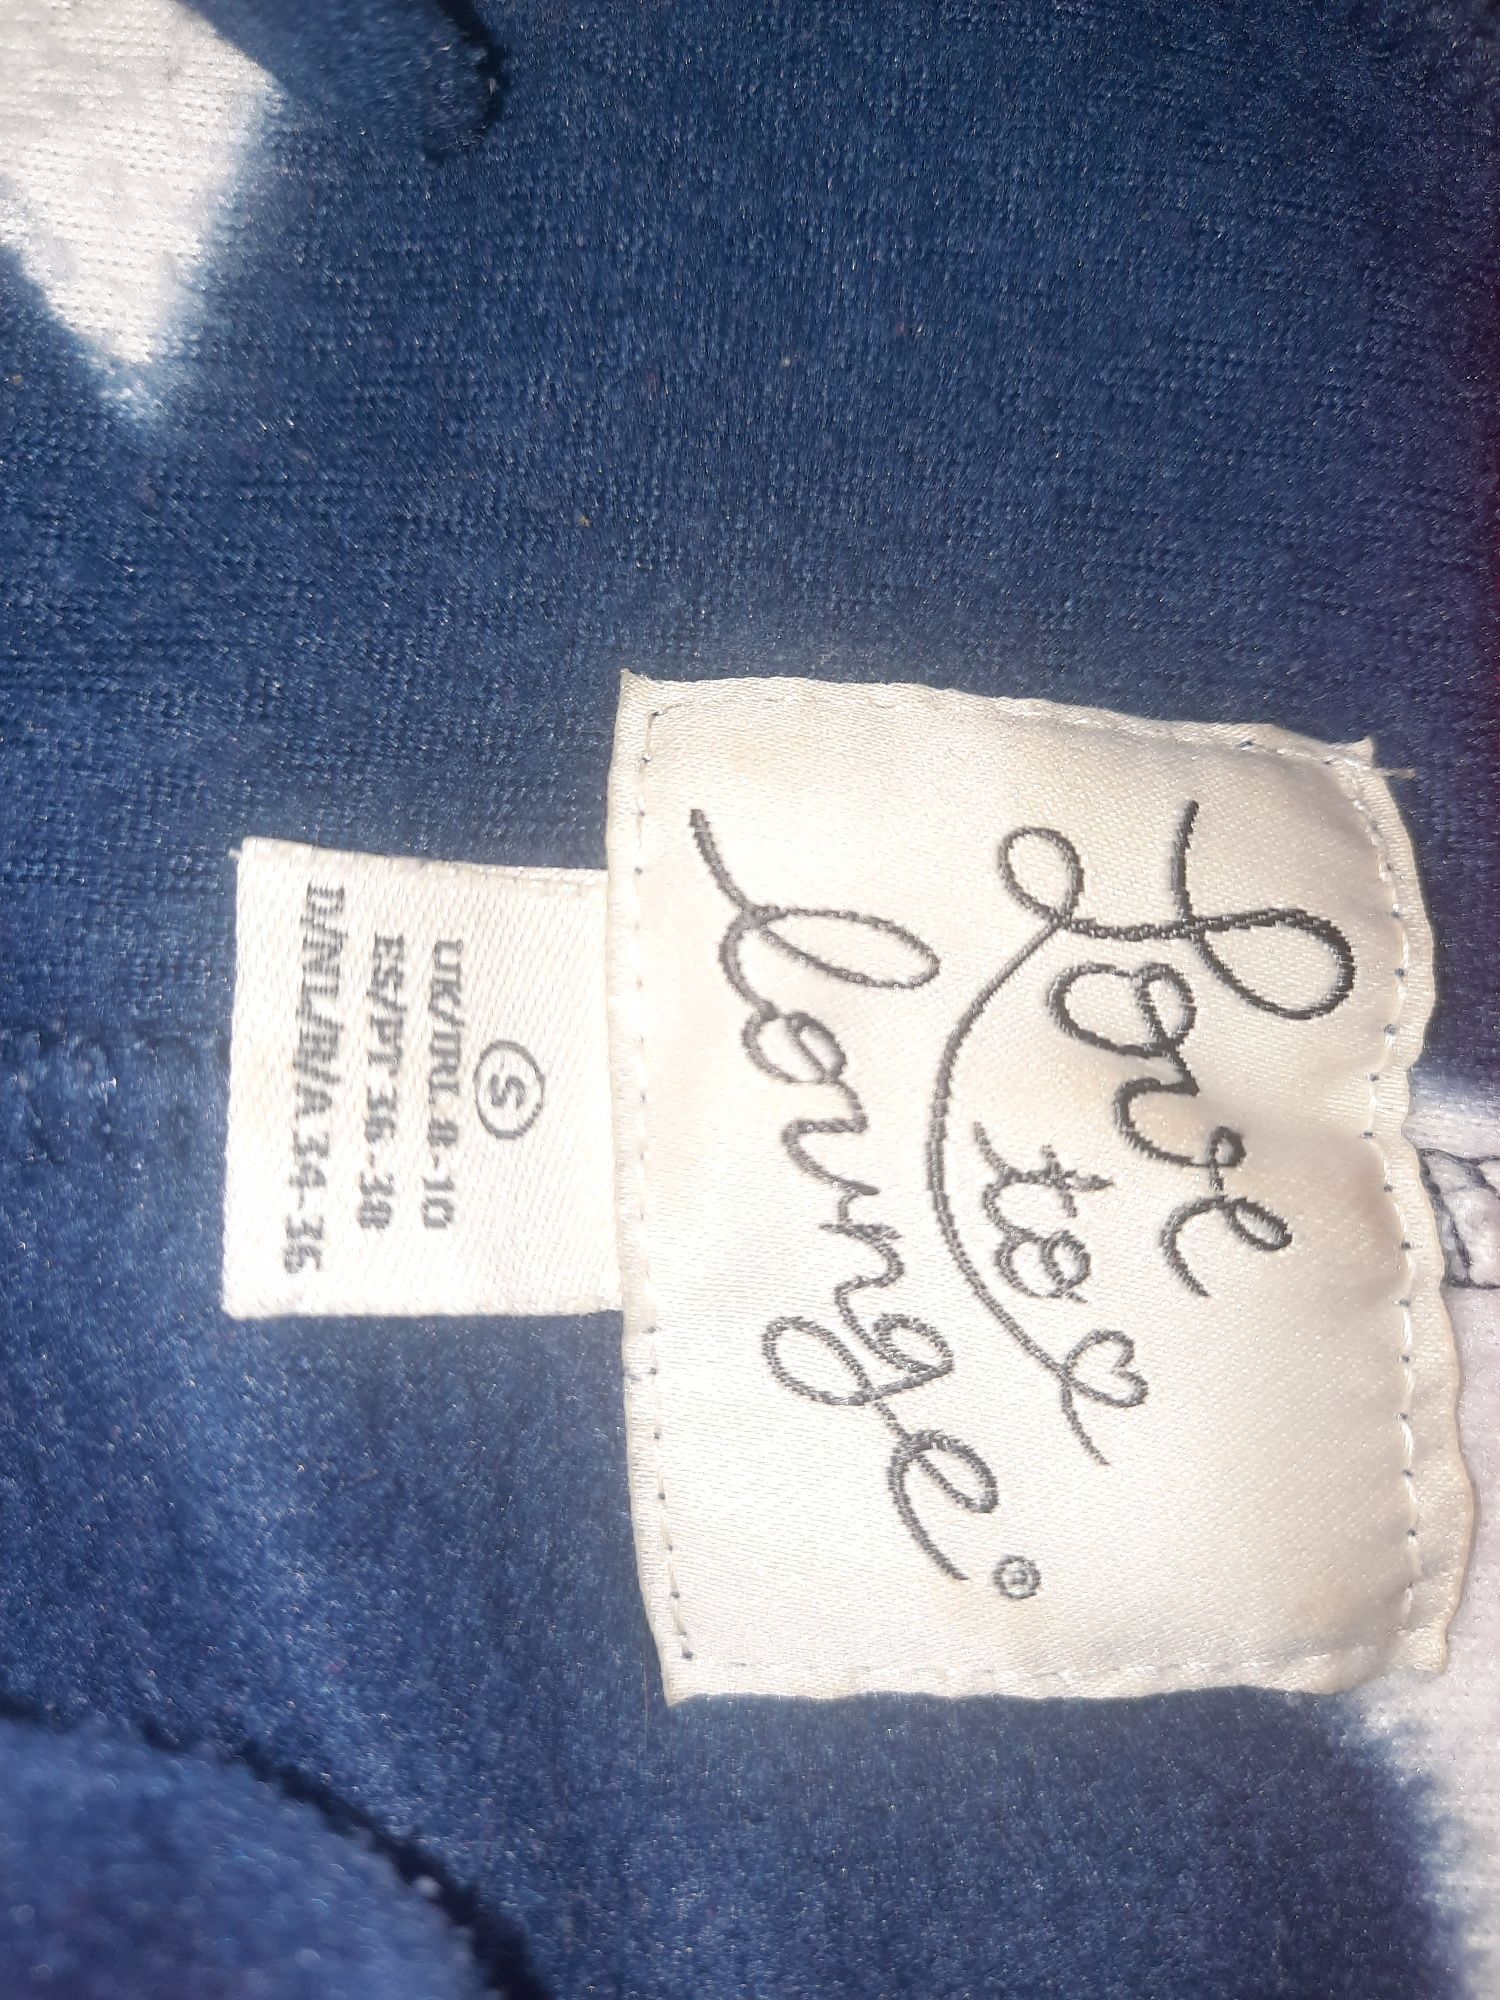 Love
to
lounge®
S
UK/IRL 8-10
ES/PT 36-38
D/NL/B/A 34-36